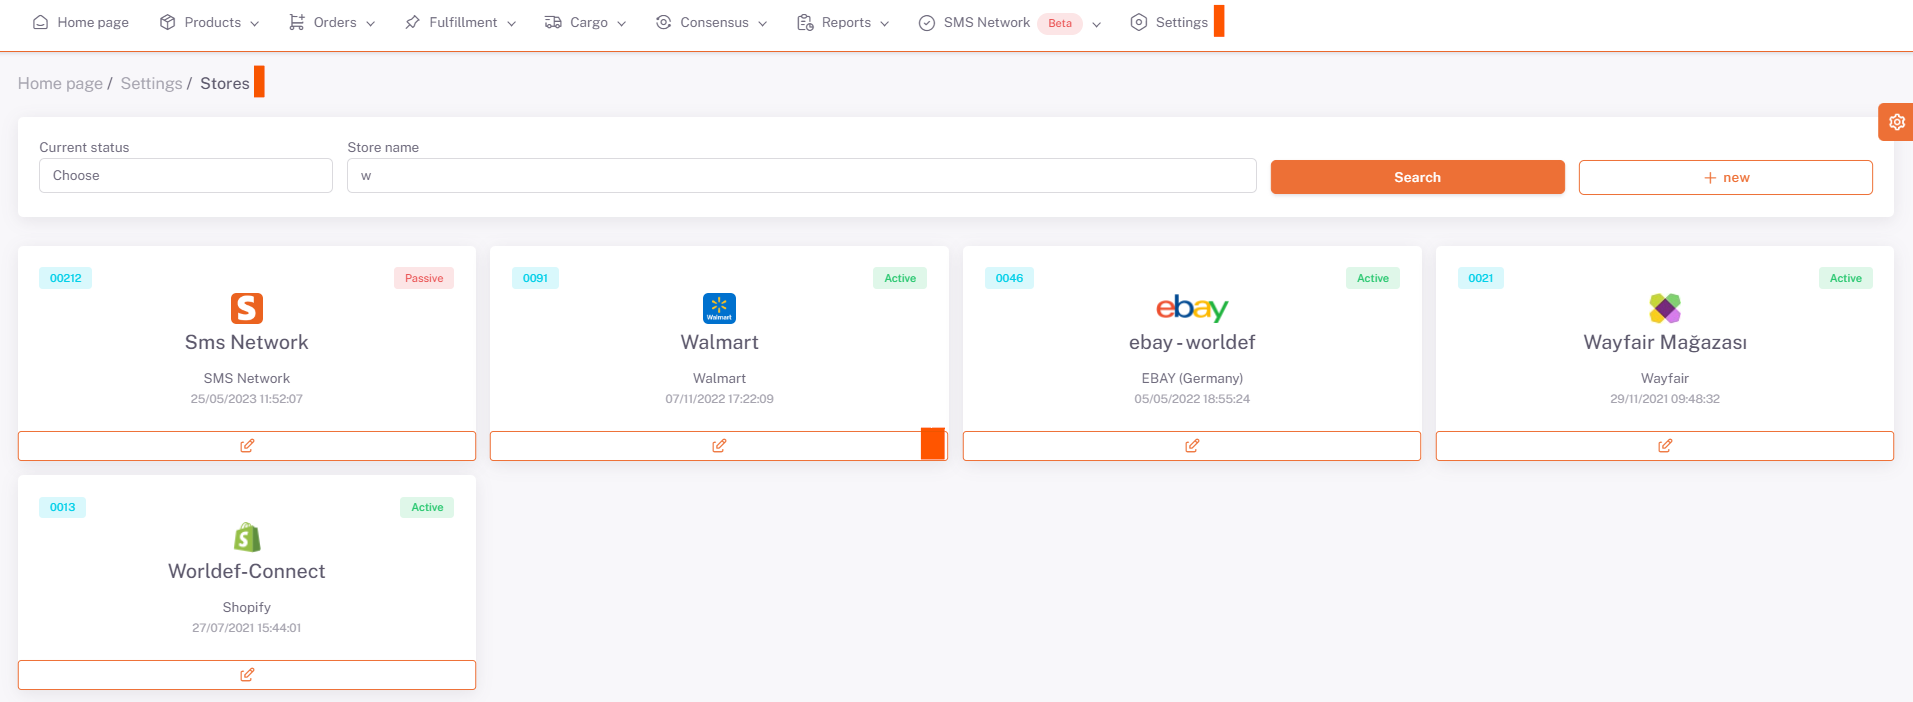 Home page Products Orders Fulfillment Cargo Consensus Reports SMS Network Beta Settings
Home page / Settings / Stores
Current status Store name
Choose w Search + new
00212 Passive 0091 Active 0046 Active 0021 Active
S Walmart ebay
Sms Network Walmart ebay - worldef Wayfair Mağazası
SMS Network Walmart EBAY (Germany) Wayfair
25/05/2023 11:52:07 07/11/2022 17:22:09 05/05/2022 18:55:24 29/11/2021 09:48:32
0013 Active
S
Worldef-Connect
Shopify
27/07/2021 15:44:01